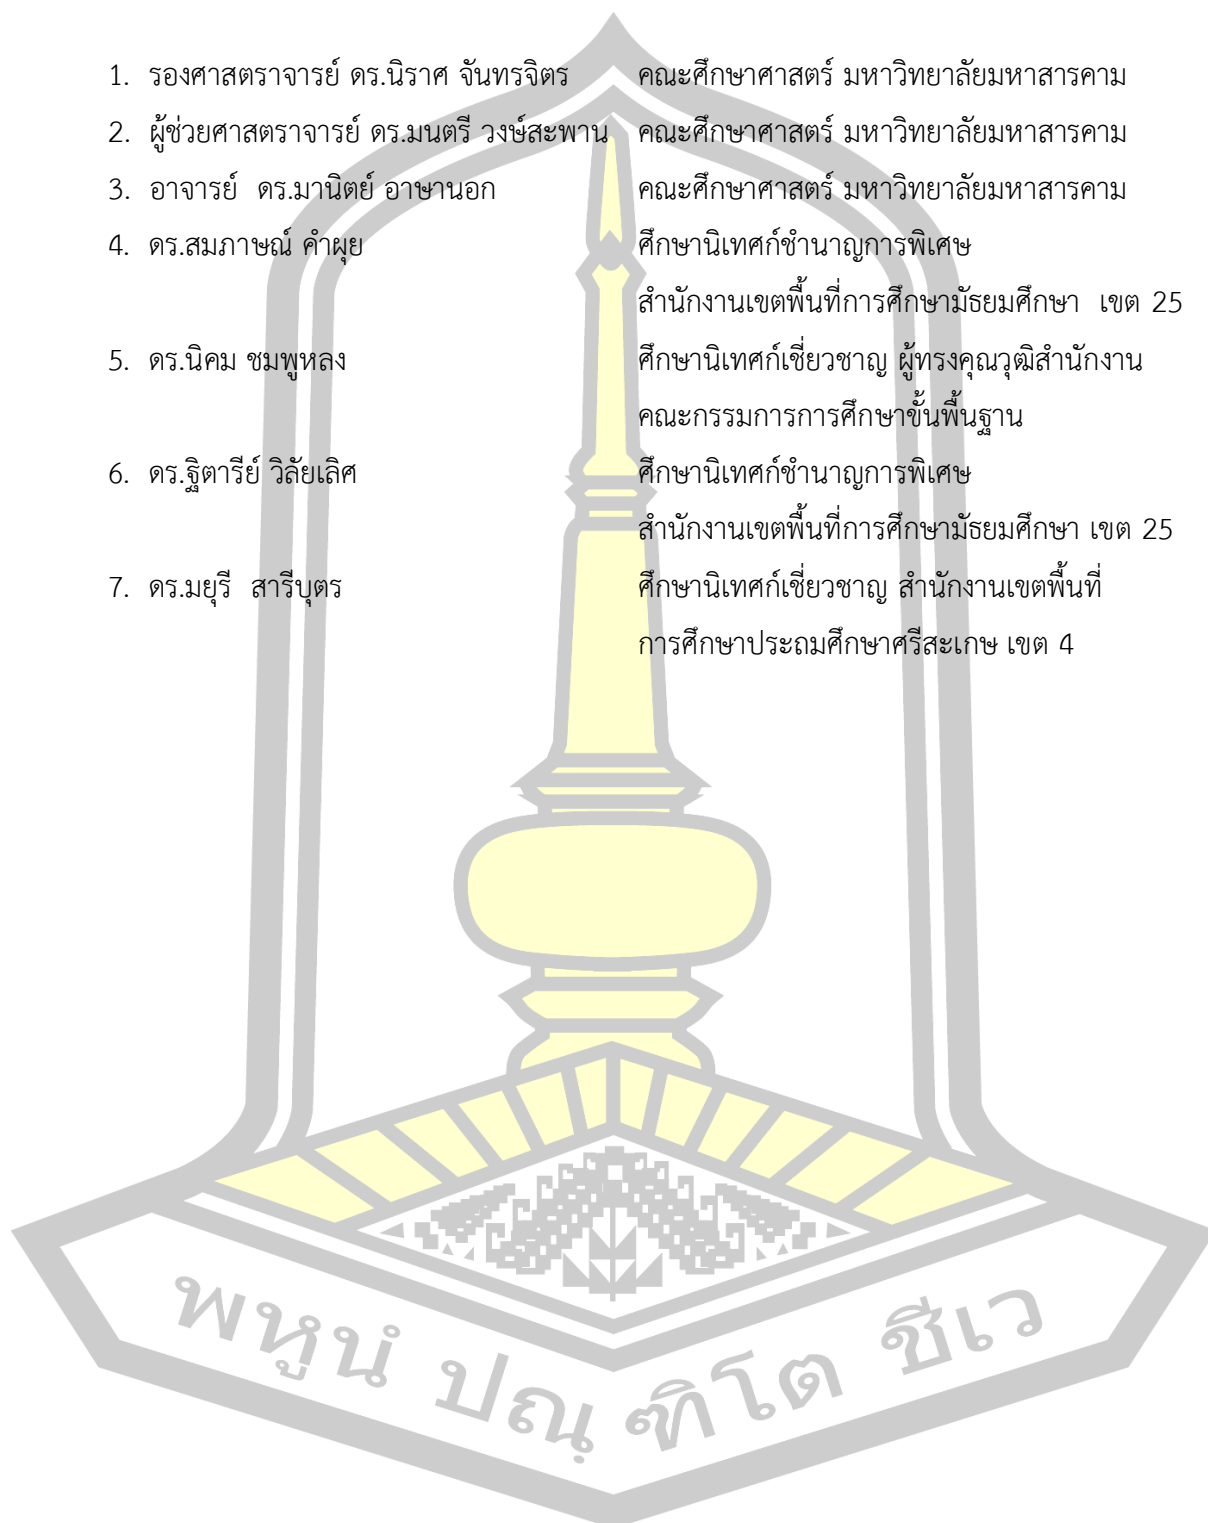 1. รองศาสตราจารย์ ดร.นิราศ จันทรจิตร คณะศึกษาศาสตร์ มหาวิทยาลัยมหาสารคาม
2. ผู้ช่วยศาสตราจารย์ ดร.มนตรี วงษ์สะพาน คณะศึกษาศาสตร์ มหาวิทยาลัยมหาสารคาม
3. อาจารย์ ดร.มานิตย์ อาษานอก คณะศึกษาศาสตร์ มหาวิทยาลัยมหาสารคาม
4. ดร.สมภาษณ์ คำผุย ศึกษานิเทศก์ชำนาญการพิเศษ
สำนักงานเขตพื้นที่การศึกษามัธยมศึกษา เขต 25
5. ดร.นิคม ชมพูหลง ศึกษานิเทศก์เชี่ยวชาญ ผู้ทรงคุณวุฒิสำนักงาน
คณะกรรมการการศึกษาขั้นพื้นฐาน
6. ดร.ฐิตารีย์ วิลัยเลิศ ศึกษานิเทศก์ชำนาญการพิเศษ
สำนักงานเขตพื้นที่การศึกษามัธยมศึกษา เขต 25
7. ดร.มยุรี สารีบุตร ศึกษานิเทศก์เชี่ยวชาญ สำนักงานเขตพื้นที่
การศึกษาประถมศึกษาศรีสะเกษ เขต 4
พหูนํ ปณฺฑิโต ชีเว